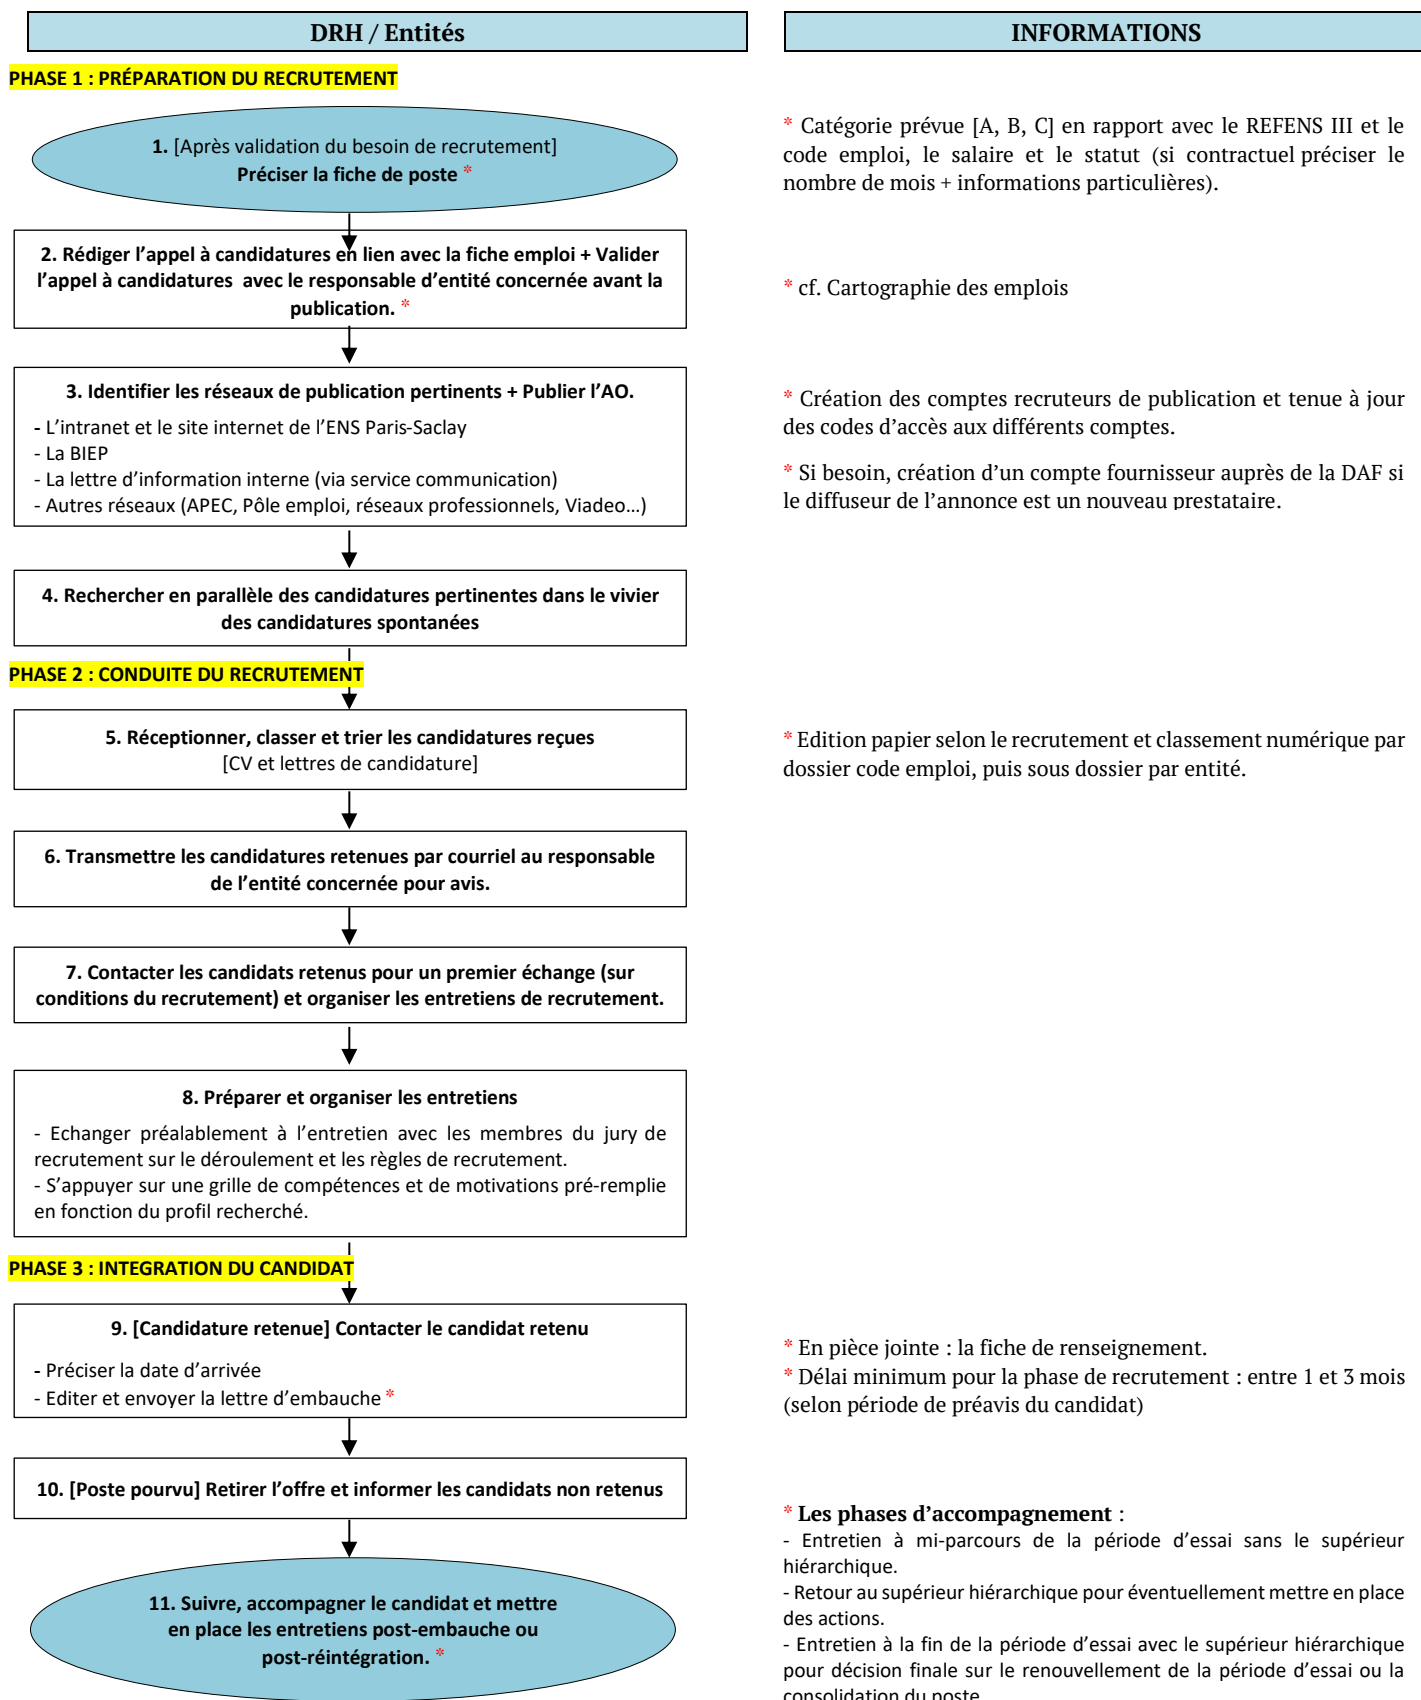 DRH / Entités
INFORMATIONS
PHASE 1 : PRÉPARATION DU RECRUTEMENT
1. [Après validation du besoin de recrutement]
Préciser la fiche de poste *
* Catégorie prévue [A, B, C] en rapport avec le REFENS III et le
code emploi, le salaire et le statut (si contractuel préciser le
nombre de mois + informations particulières).
2. Rédiger l’appel à candidatures en lien avec la fiche emploi + Valider
l’appel à candidatures avec le responsable d’entité concernée avant la
publication. *
* cf. Cartographie des emplois
3. Identifier les réseaux de publication pertinents + Publier l’AO.
- L’intranet et le site internet de l’ENS Paris-Saclay
- La BIEP
- La lettre d’information interne (via service communication)
- Autres réseaux (APEC, Pôle emploi, réseaux professionnels, Viadeo…)
* Création des comptes recruteurs de publication et tenue à jour
des codes d’accès aux différents comptes.
* Si besoin, création d’un compte fournisseur auprès de la DAF si
le diffuseur de l’annonce est un nouveau prestataire.
4. Rechercher en parallèle des candidatures pertinentes dans le vivier
des candidatures spontanées
PHASE 2 : CONDUITE DU RECRUTEMENT
5. Réceptionner, classer et trier les candidatures reçues
[CV et lettres de candidature]
* Edition papier selon le recrutement et classement numérique par
dossier code emploi, puis sous dossier par entité.
6. Transmettre les candidatures retenues par courriel au responsable
de l’entité concernée pour avis.
7. Contacter les candidats retenus pour un premier échange (sur
conditions du recrutement) et organiser les entretiens de recrutement.
8. Préparer et organiser les entretiens
- Echanger préalablement à l’entretien avec les membres du jury de
recrutement sur le déroulement et les règles de recrutement.
- S’appuyer sur une grille de compétences et de motivations pré-remplie
en fonction du profil recherché.
PHASE 3 : INTEGRATION DU CANDIDAT
9. [Candidature retenue] Contacter le candidat retenu
- Préciser la date d’arrivée
- Editer et envoyer la lettre d’embauche *
* En pièce jointe : la fiche de renseignement.
* Délai minimum pour la phase de recrutement : entre 1 et 3 mois
(selon période de préavis du candidat)
10. [Poste pourvu] Retirer l’offre et informer les candidats non retenus
11. Suivre, accompagner le candidat et mettre
en place les entretiens post-embauche ou
post-réintégration. *
* Les phases d’accompagnement :
- Entretien à mi-parcours de la période d’essai sans le supérieur
hiérarchique.
- Retour au supérieur hiérarchique pour éventuellement mettre en place
des actions.
- Entretien à la fin de la période d’essai avec le supérieur hiérarchique
pour décision finale sur le renouvellement de la période d’essai ou la
consolidation du poste